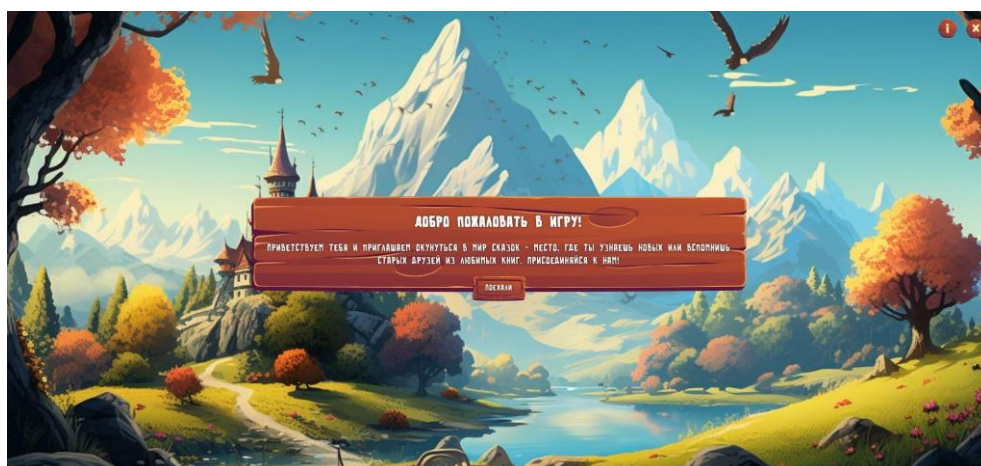 i ×
ДОБРО ПОЖАЛОВАТЬ В ИГРУ!
ПРИВЕТСТВУЕМ ТЕБЯ И ПРИГЛАШАЕМ ОКУНУТЬСЯ В МИР СКАЗОК - МЕСТО, ГДЕ ТЫ УЗНАЕШЬ НОВЫХ ИЛИ ВСПОМНИШЬ
СТАРЫХ ДРУЗЕЙ ИЗ ЛЮБИМЫХ КНИГ. ПРИСОЕДИНЯЙСЯ К НАМ!
ПОЕХАЛИ